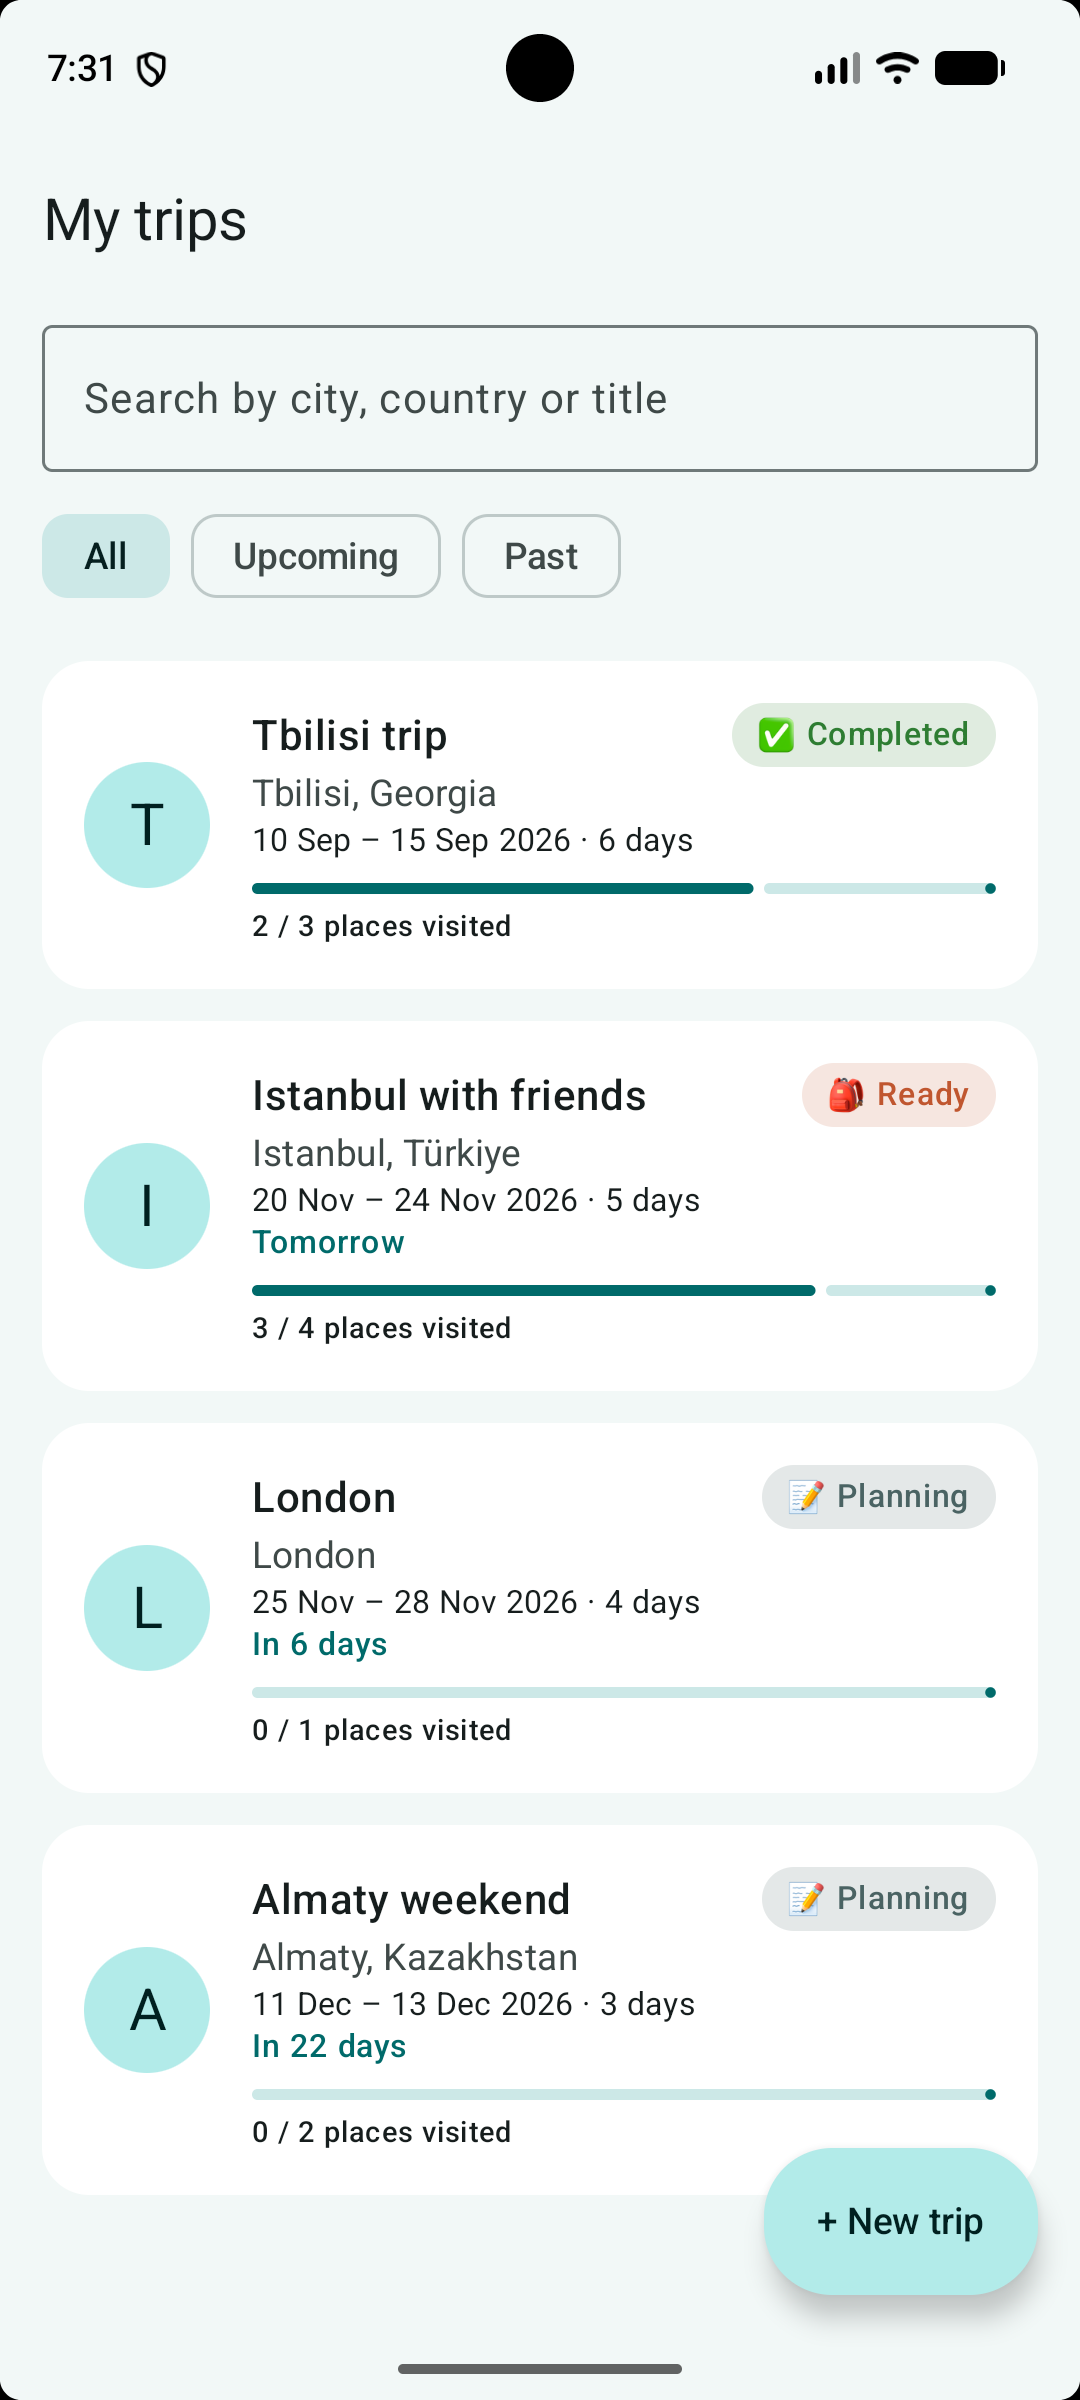 7:31
My trips
Search by city, country or title
All
Upcoming
Past
Tbilisi trip
✅ Completed
T
Tbilisi, Georgia
10 Sep – 15 Sep 2026 · 6 days
2 / 3 places visited
Istanbul with friends
🎒 Ready
I
Istanbul, Türkiye
20 Nov – 24 Nov 2026 · 5 days
Tomorrow
3 / 4 places visited
London
📝 Planning
L
London
25 Nov – 28 Nov 2026 · 4 days
In 6 days
0 / 1 places visited
Almaty weekend
📝 Planning
A
Almaty, Kazakhstan
11 Dec – 13 Dec 2026 · 3 days
In 22 days
0 / 2 places visited
+ New trip